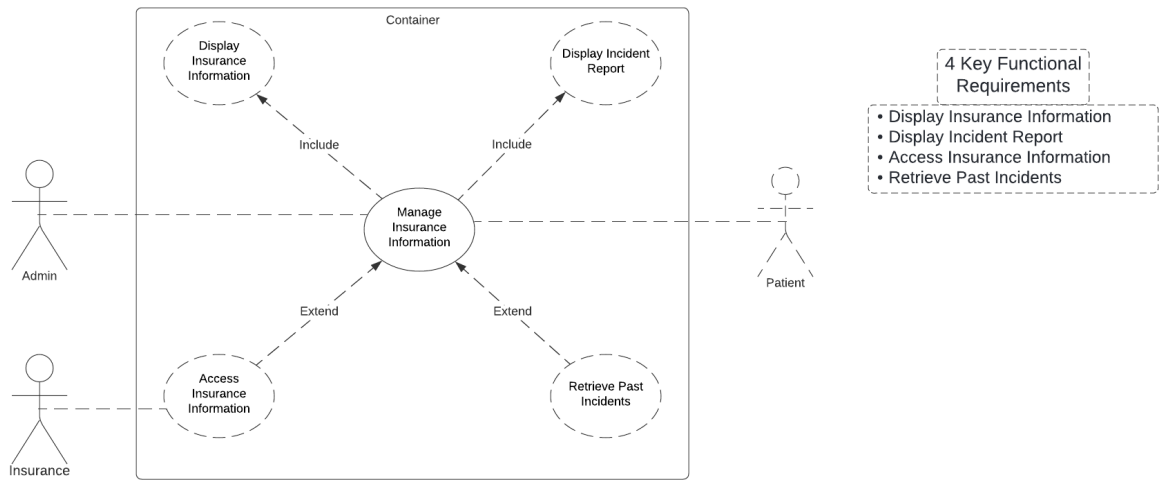 Container
Display
Insurance
Information
Display Incident
Report
4 Key Functional
Requirements
• Display Insurance Information
• Display Incident Report
• Access Insurance Information
• Retrieve Past Incidents
Include
Include
Manage
Insurance
Information
Admin
Patient
Extend
Extend
Access
Insurance
Information
Retrieve Past
Incidents
Insurance